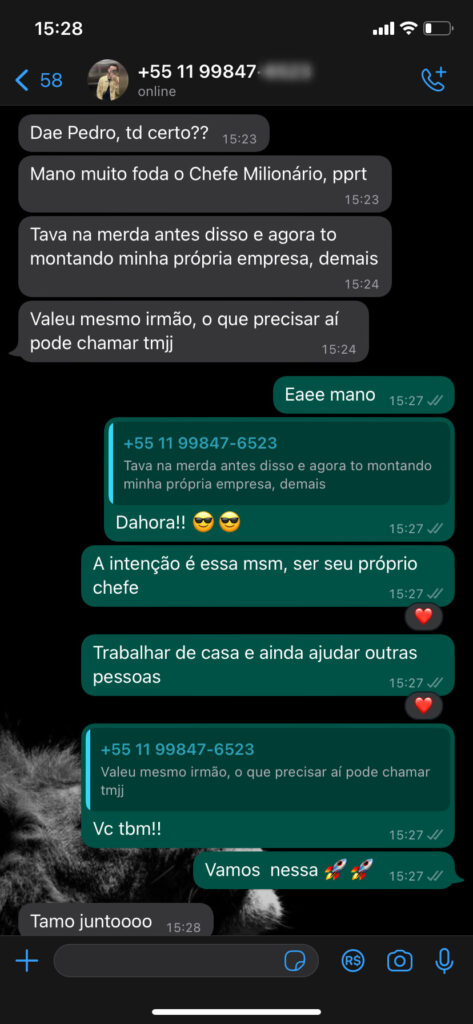 15:28
58
+55 11 99847-
online
Dae Pedro, td certo??
15:23
Mano muito foda o Chefe Milionário, pprt
15:23
Tava na merda antes disso e agora to
montando minha própria empresa, demais
15:24
Valeu mesmo irmão, o que precisar aí
pode chamar tmjj
15:24
Eaee mano
15:27
+55 11 99847-6523
Tava na merda antes disso e agora to montando
minha própria empresa, demais
Dahora!! 😎😎
15:27
A intenção é essa msm, ser seu próprio
chefe
15:27
❤️
Trabalhar de casa e ainda ajudar outras
pessoas
15:27
❤️
+55 11 99847-6523
Valeu mesmo irmão, o que precisar aí pode chamar
tmjj
Vc tbm!!
15:27
Vamos  nessa 🚀🚀
15:27
Tamo juntoooo
15:28
R$